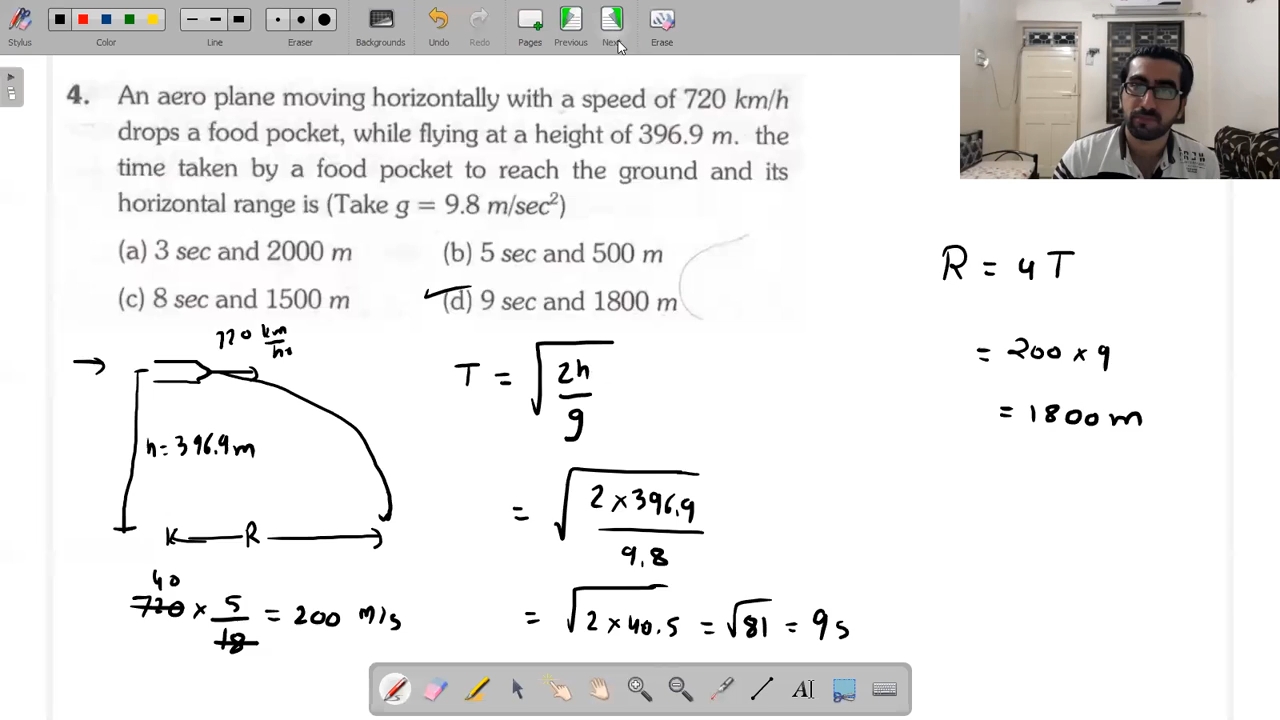 Stylus Color Line Eraser Backgrounds Undo Redo Pages Previous Next Erase
4. An aero plane moving horizontally with a speed of 720 km/h
drops a food pocket, while flying at a height of 396.9 m. the
time taken by a food pocket to reach the ground and its
horizontal range is (Take g = 9.8 m/sec²)
(a) 3 sec and 2000 m (b) 5 sec and 500 m
(c) 8 sec and 1500 m (d) 9 sec and 1800 m
720 km/hr
h = 396.9 m
R
40
720 × 5/18 = 200 m/s
T = √(2h/g)
= √(2 × 396.9/9.8)
= √(2 × 40.5) = √81 = 9 s
R = 4 T
= 200 × 9
= 1800 m
AI